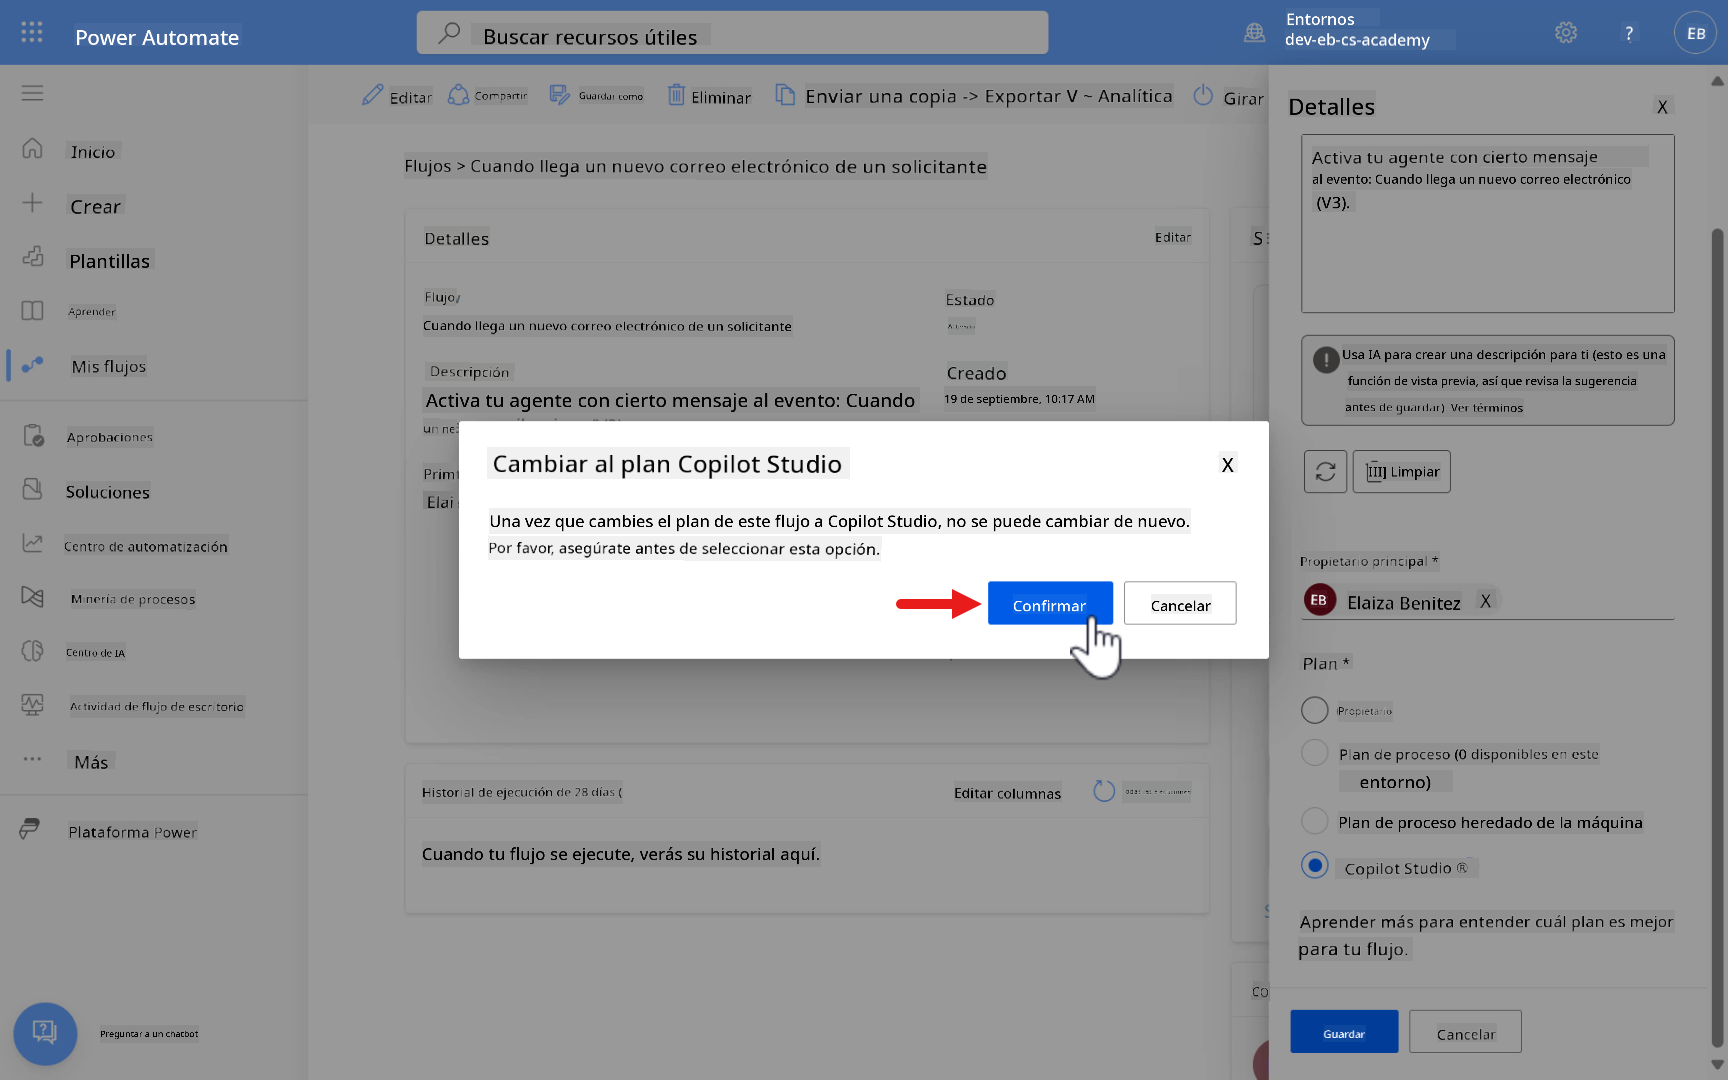 Power Automate
Buscar recursos útiles
Entornos
dev-eb-cs-academy
?
EB
Editar
Compartir
Guardar como
Eliminar
Enviar una copia -> Exportar V ~ Analítica
Girar
Inicio
Crear
Plantillas
Aprender
Mis flujos
Aprobaciones
Soluciones
Centro de automatización
Minería de procesos
Centro de IA
Actividad de flujo de escritorio
Más
Plataforma Power
Preguntar a un chatbot
Flujos > Cuando llega un nuevo correo electrónico de un solicitante
Detalles
Editar
Flujo
Cuando llega un nuevo correo electrónico de un solicitante
Estado
Descripción
Activa tu agente con cierto mensaje al evento: Cuando
Creado
19 de septiembre, 10:17 AM
Cambiar al plan Copilot Studio
X
Una vez que cambies el plan de este flujo a Copilot Studio, no se puede cambiar de nuevo.
Por favor, asegúrate antes de seleccionar esta opción.
Confirmar
Cancelar
Historial de ejecución de 28 días (
Editar columnas
Cuando tu flujo se ejecute, verás su historial aquí.
Detalles
X
Activa tu agente con cierto mensaje
al evento: Cuando llega un nuevo correo electrónico
(V3).
Usa IA para crear una descripción para ti (esto es una
función de vista previa, así que revisa la sugerencia
antes de guardar) Ver términos
Limpiar
Propietario principal *
EB
Elaiza Benitez X
Plan *
Propietario
Plan de proceso (0 disponibles en este
entorno)
Plan de proceso heredado de la máquina
Copilot Studio ®
Aprender más para entender cuál plan es mejor
para tu flujo.
Guardar
Cancelar